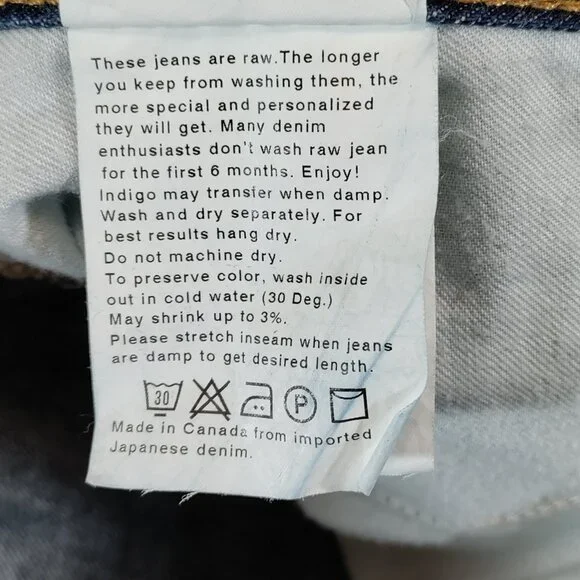 These jeans are raw.The longer
you keep from washing them, the
more special and personalized
they will get. Many denim
enthusiasts don't wash raw jean
for the first 6 months. Enjoy!
Indigo may transfer when damp.
Wash and dry separately. For
best results hang dry.
Do not machine dry.
To preserve color, wash inside
out in cold water (30 Deg.)
May shrink up to 3%.
Please stretch inseam when jeans
are damp to get desired length.
30 P
Made in Canada from imported
Japanese denim.